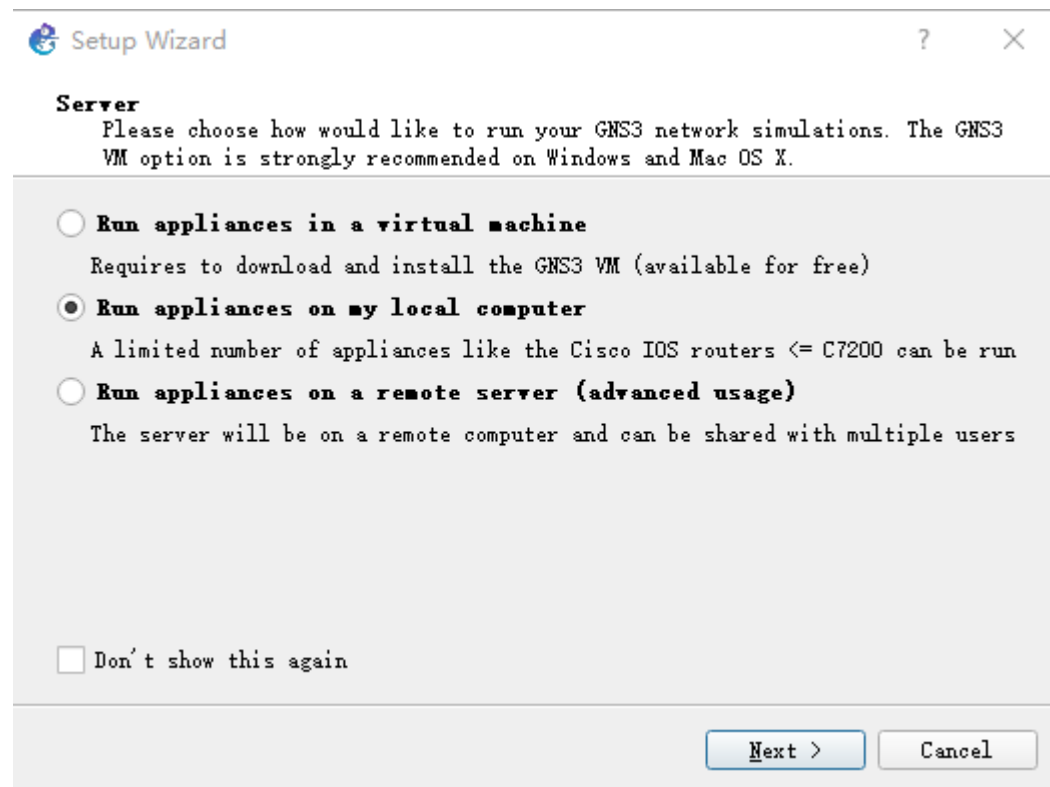 Setup Wizard
?
Server
Please choose how would like to run your GNS3 network simulations. The GNS3
VM option is strongly recommended on Windows and Mac OS X.
Run appliances in a virtual machine
Requires to download and install the GNS3 VM (available for free)
Run appliances on my local computer
A limited number of appliances like the Cisco IOS routers <= C7200 can be run
Run appliances on a remote server (advanced usage)
The server will be on a remote computer and can be shared with multiple users
Don't show this again
Next >
Cancel